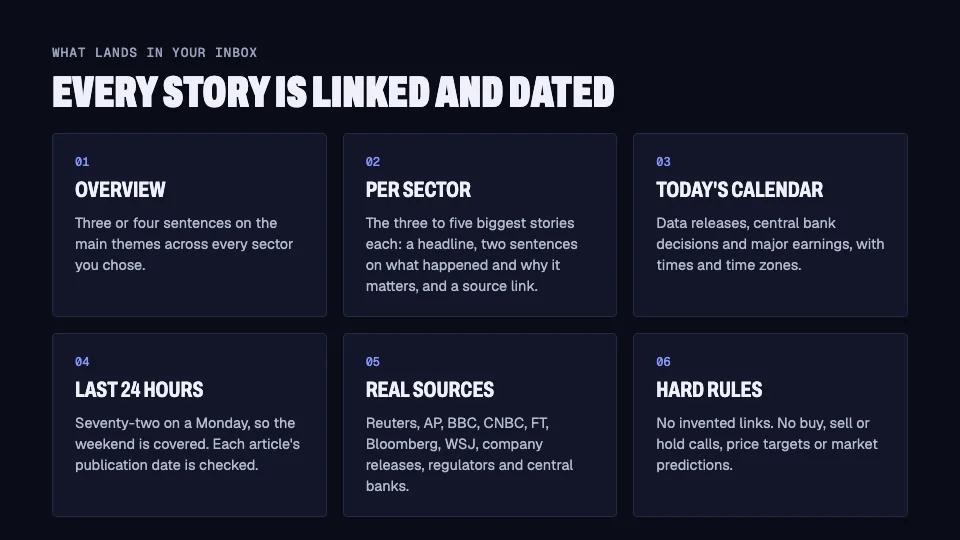 WHAT LANDS IN YOUR INBOX
EVERY STORY IS LINKED AND DATED
01
OVERVIEW
Three or four sentences on the
main themes across every sector
you chose.
02
PER SECTOR
The three to five biggest stories
each: a headline, two sentences
on what happened and why it
matters, and a source link.
03
TODAY'S CALENDAR
Data releases, central bank
decisions and major earnings, with
times and time zones.
04
LAST 24 HOURS
Seventy-two on a Monday, so the
weekend is covered. Each article's
publication date is checked.
05
REAL SOURCES
Reuters, AP, BBC, CNBC, FT,
Bloomberg, WSJ, company
releases, regulators and central
banks.
06
HARD RULES
No invented links. No buy, sell or
hold calls, price targets or market
predictions.